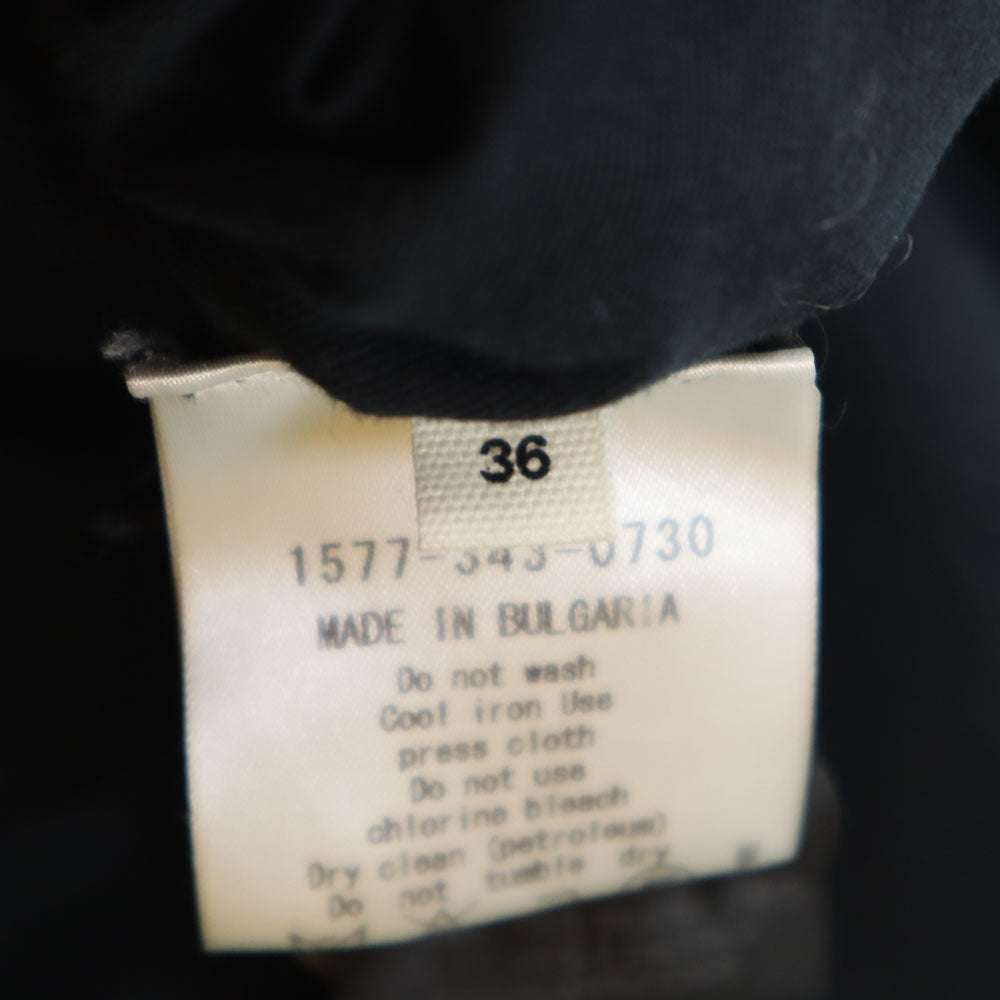 36
1577-343-0730
MADE IN BULGARIA
Do not wash
Cool iron Use
press cloth
Do not use
chlorine bleach
Dry clean (petroleum)
Do not tumble dry